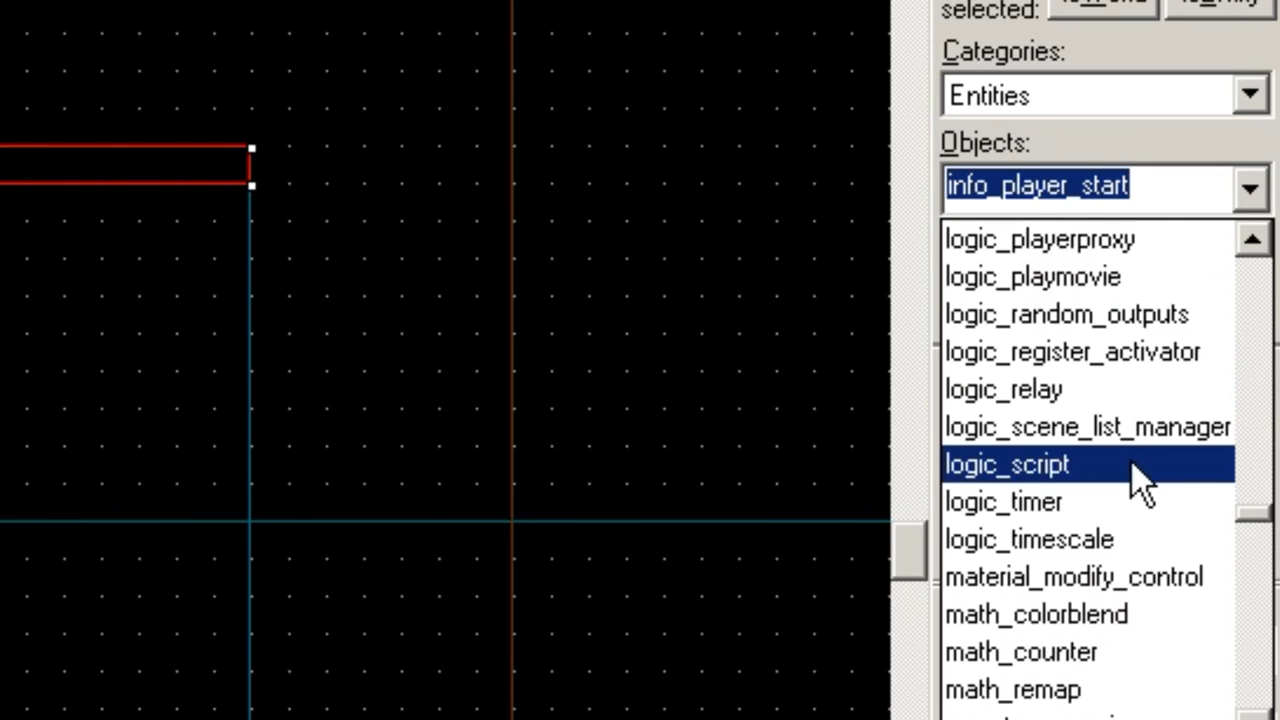 selected:
Categories:
Entities
Objects:
info_player_start
logic_playerproxy
logic_playmovie
logic_random_outputs
logic_register_activator
logic_relay
logic_scene_list_manager
logic_script
logic_timer
logic_timescale
material_modify_control
math_colorblend
math_counter
math_remap